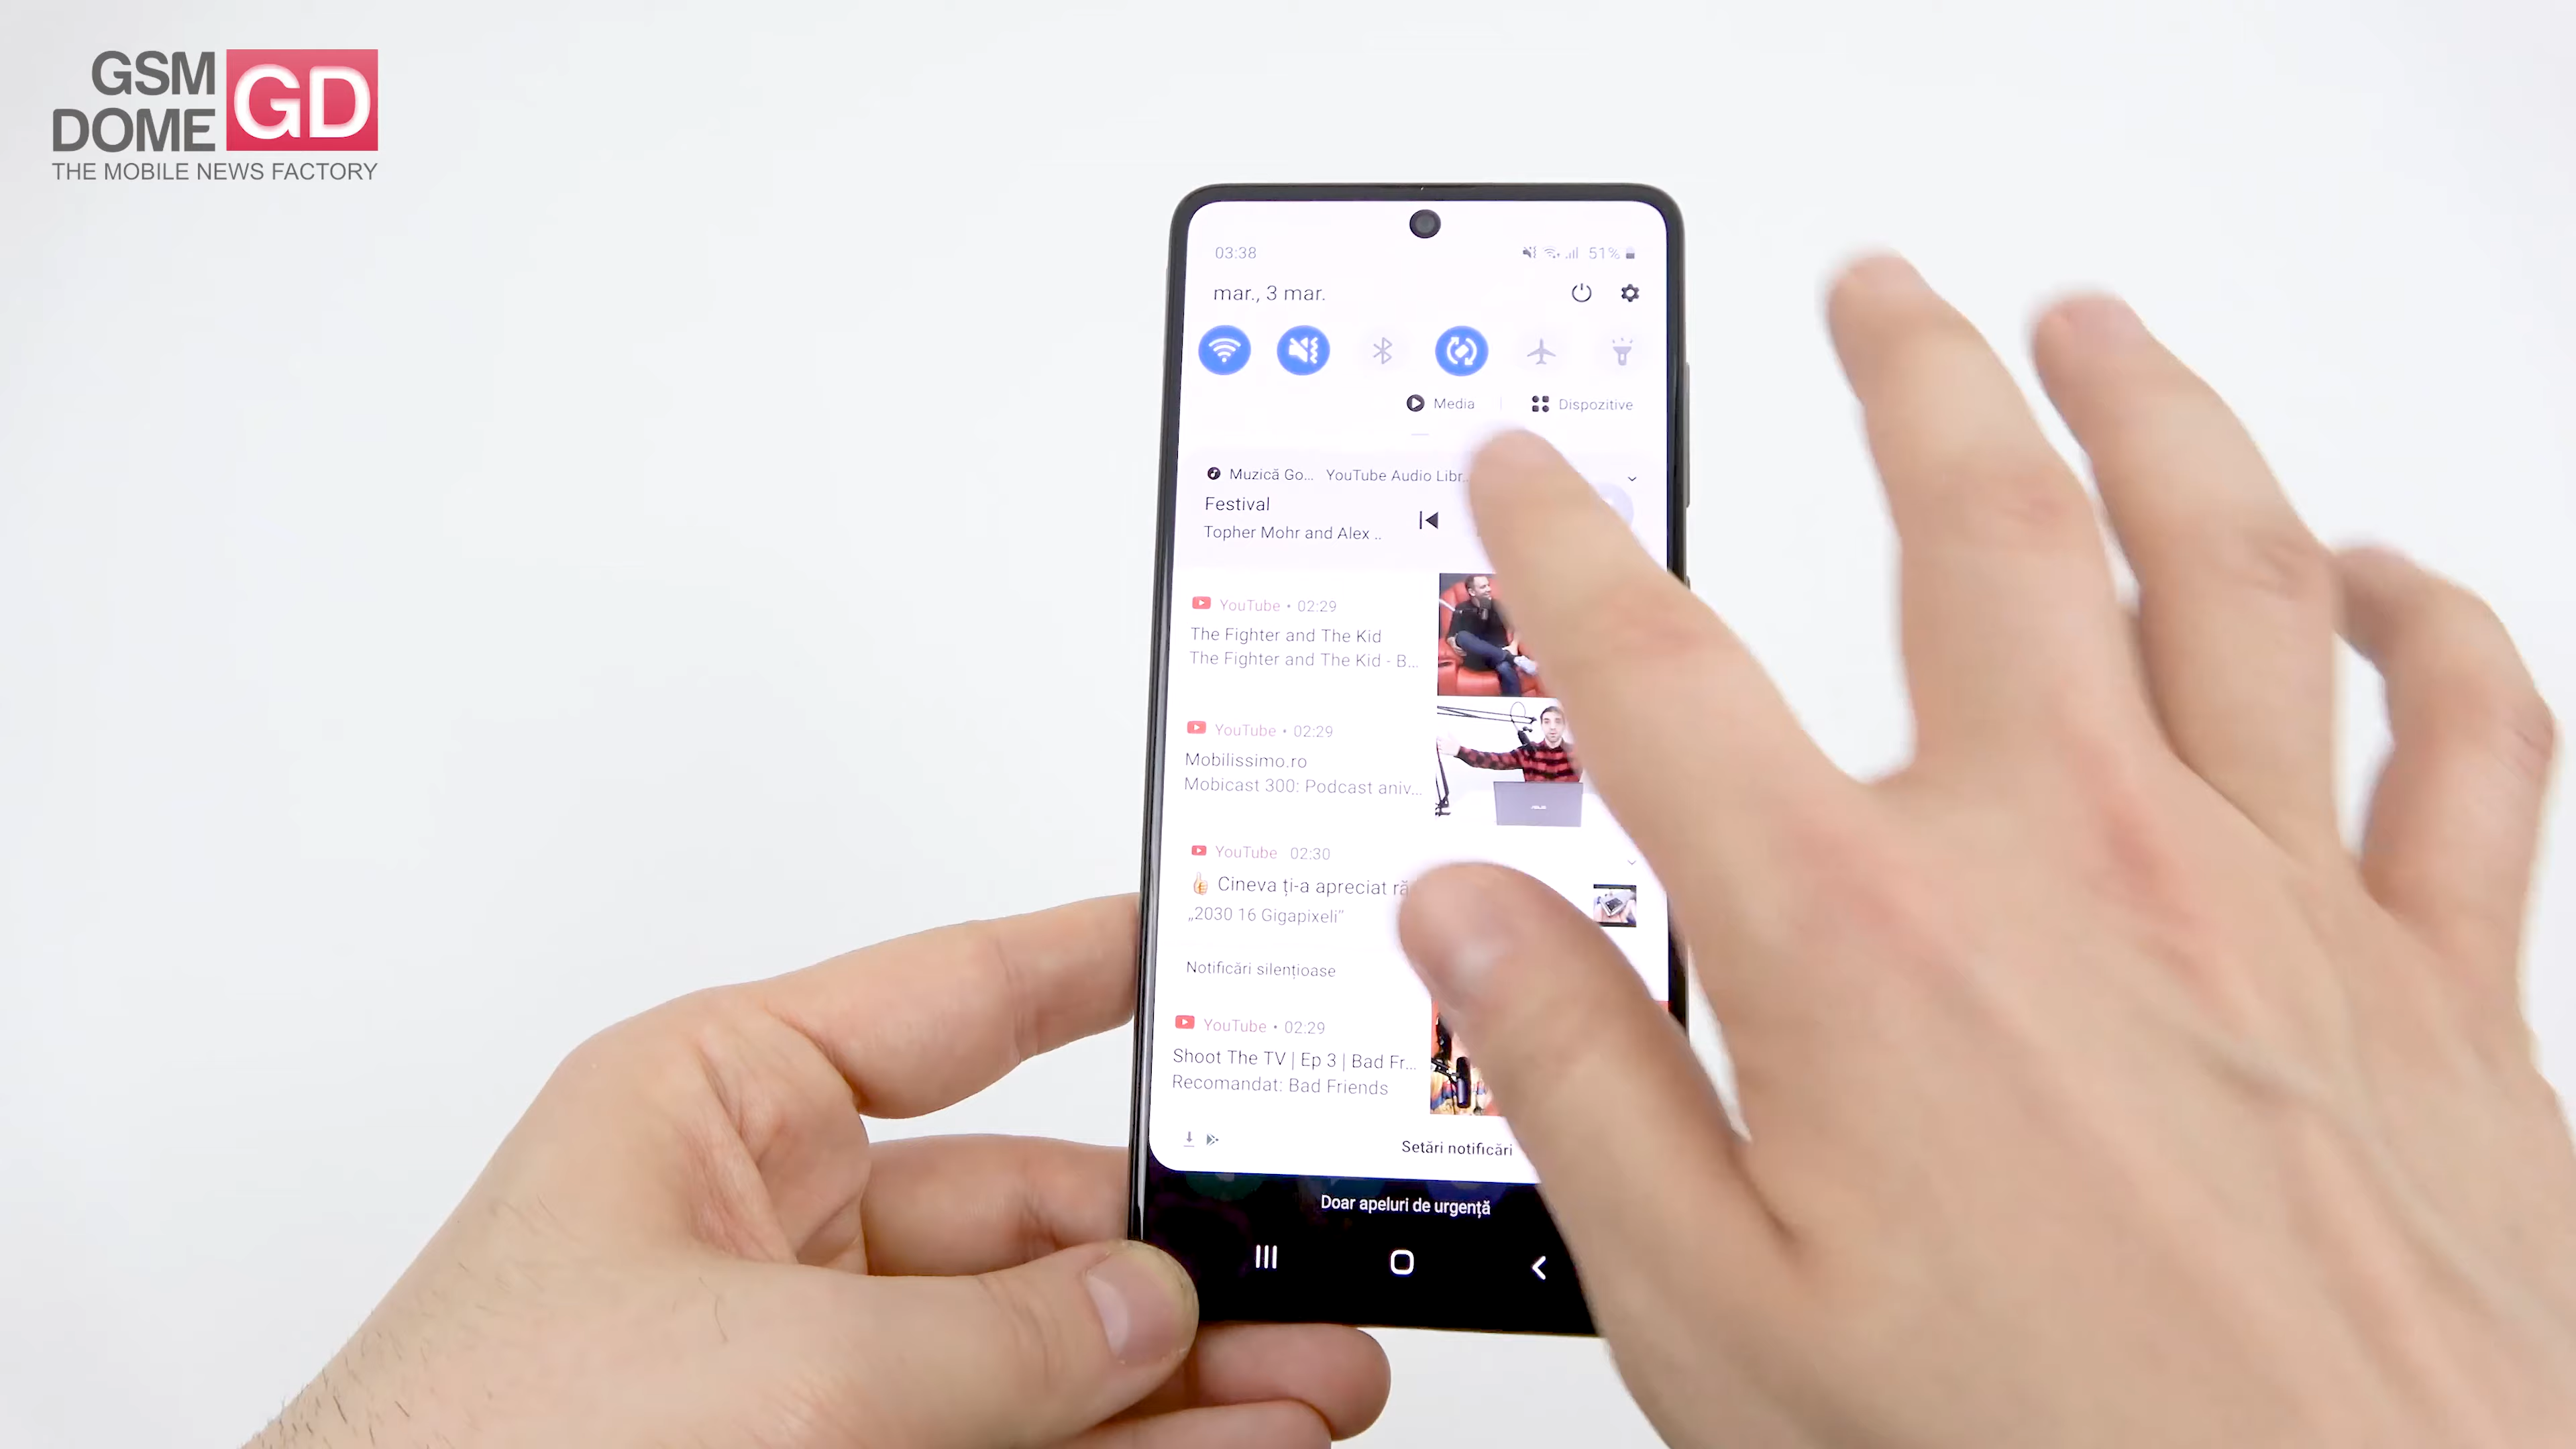 GSM
DOME
GD
THE MOBILE NEWS FACTORY
03:38
51%
mar., 3 mar.
Media
Dispozitive
Muzică Go... YouTube Audio Libr...
Festival
Topher Mohr and Alex ..
YouTube • 02:29
The Fighter and The Kid
The Fighter and The Kid - B...
YouTube • 02:29
Mobilissimo.ro
Mobicast 300: Podcast aniv...
YouTube 02:30
Cineva ți-a apreciat
„2030 16 Gigapixeli”
Notificări silențioase
YouTube • 02:29
Shoot The TV | Ep 3 | Bad Fr...
Recomandat: Bad Friends
Setări notificări
Doar apeluri de urgență